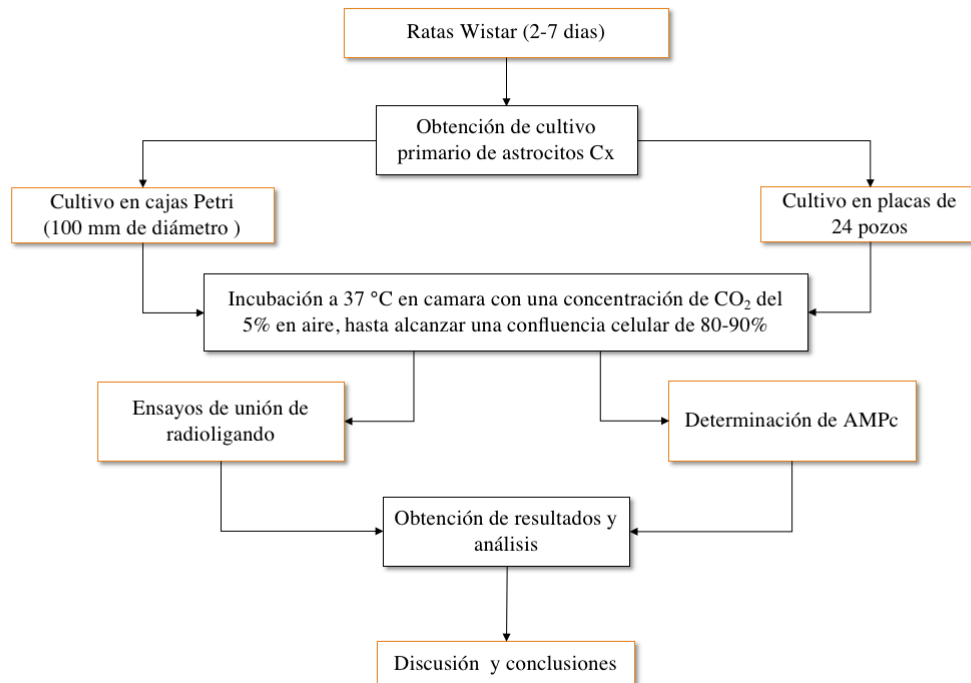 Ratas Wistar (2-7 dias)
Obtención de cultivo
primario de astrocitos Cx
Cultivo en cajas Petri
(100 mm de diámetro )
Cultivo en placas de
24 pozos
Incubación a 37 °C en camara con una concentración de CO₂ del
5% en aire, hasta alcanzar una confluencia celular de 80-90%
Ensayos de unión de
radioligando
Determinación de AMPc
Obtención de resultados y
análisis
Discusión y conclusiones